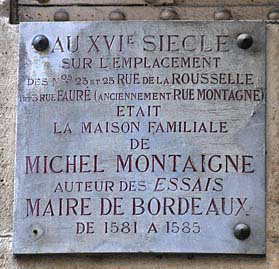 AU XVIE SIECLE
SUR L'EMPLACEMENT
DES NOS 23 ET 25 RUE DE LA ROUSSELLE
ET 3 RUE FAURÉ (ANCIENNEMENT RUE MONTAGNE)
ETAIT
LA MAISON FAMILIALE
DE
MICHEL MONTAIGNE
AUTEUR DES ESSAIS
MAIRE DE BORDEAUX
DE 1581 A 1585